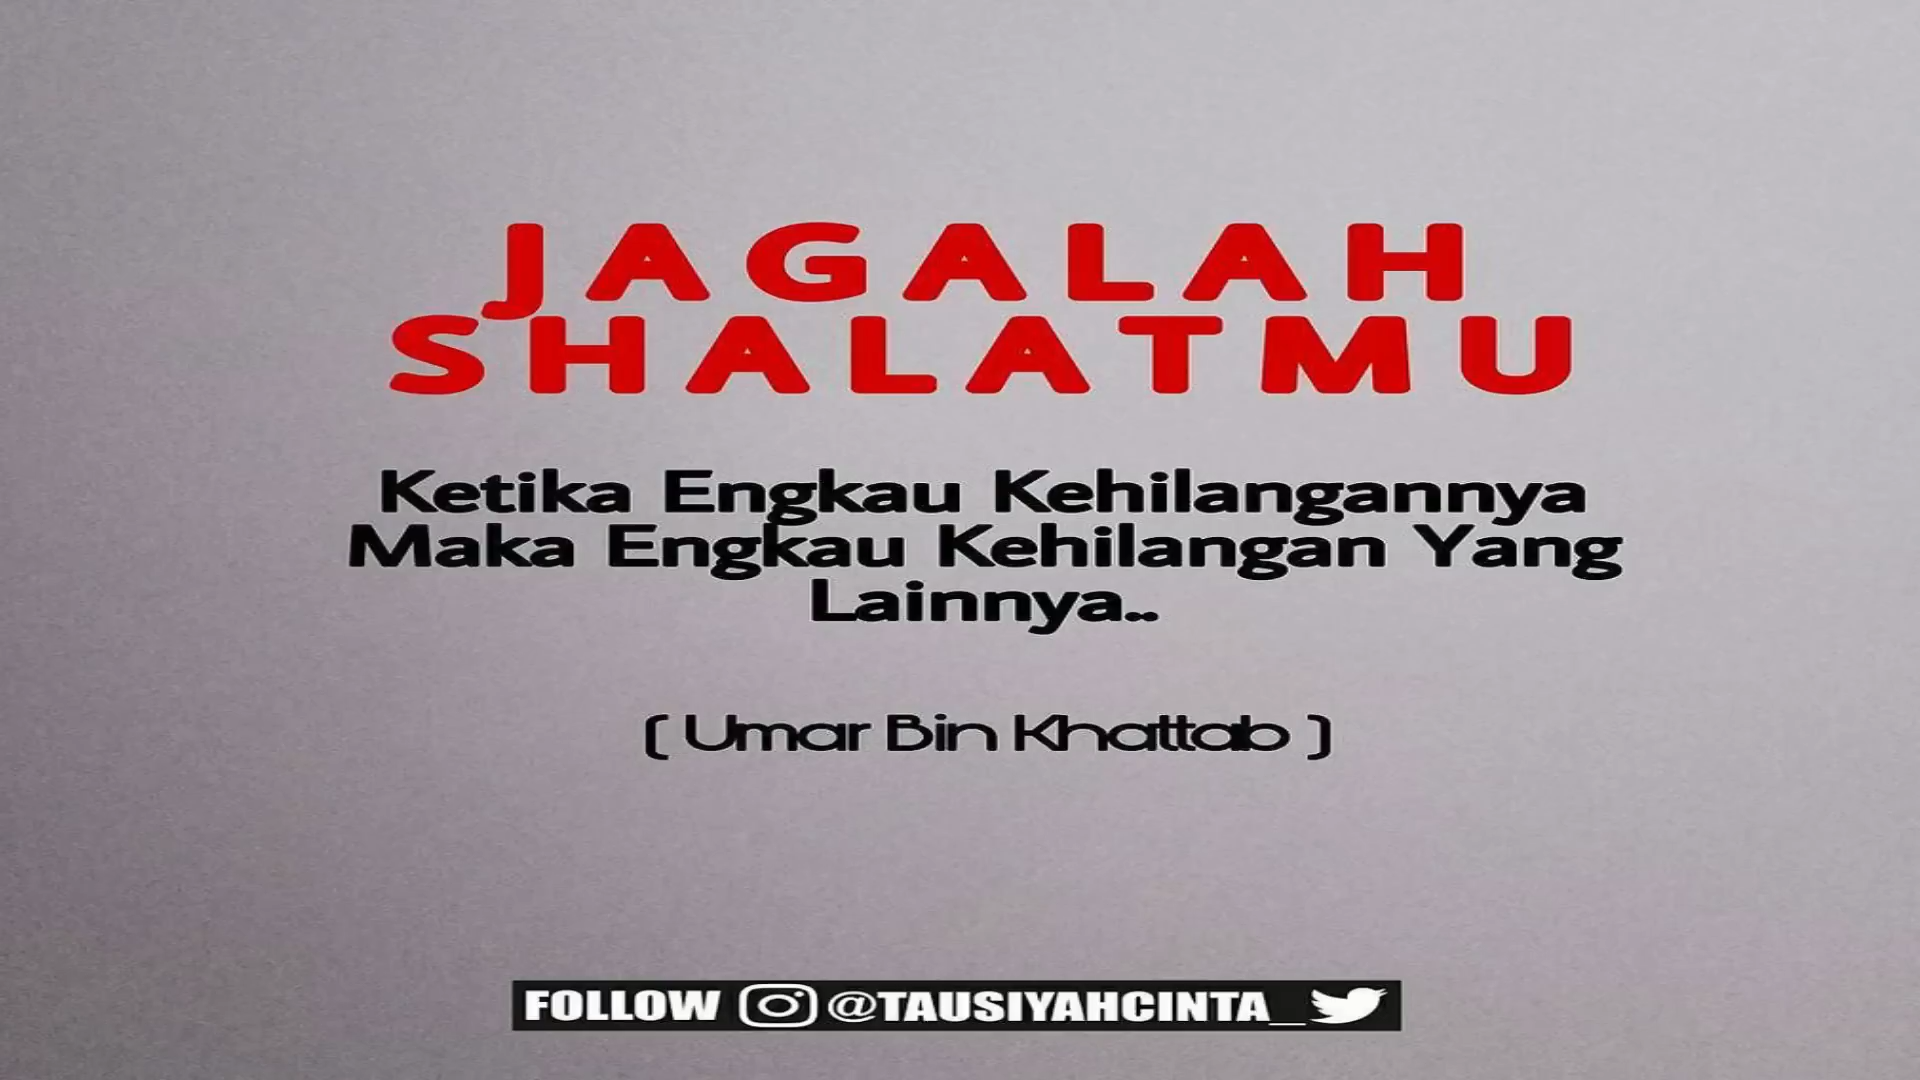 JAGALAH
SHALATMU
Ketika Engkau Kehilangannya
Maka Engkau Kehilangan Yang
Lainnya..
( Umar Bin Khattab )
FOLLOW @TAUSIYAHCINTA_